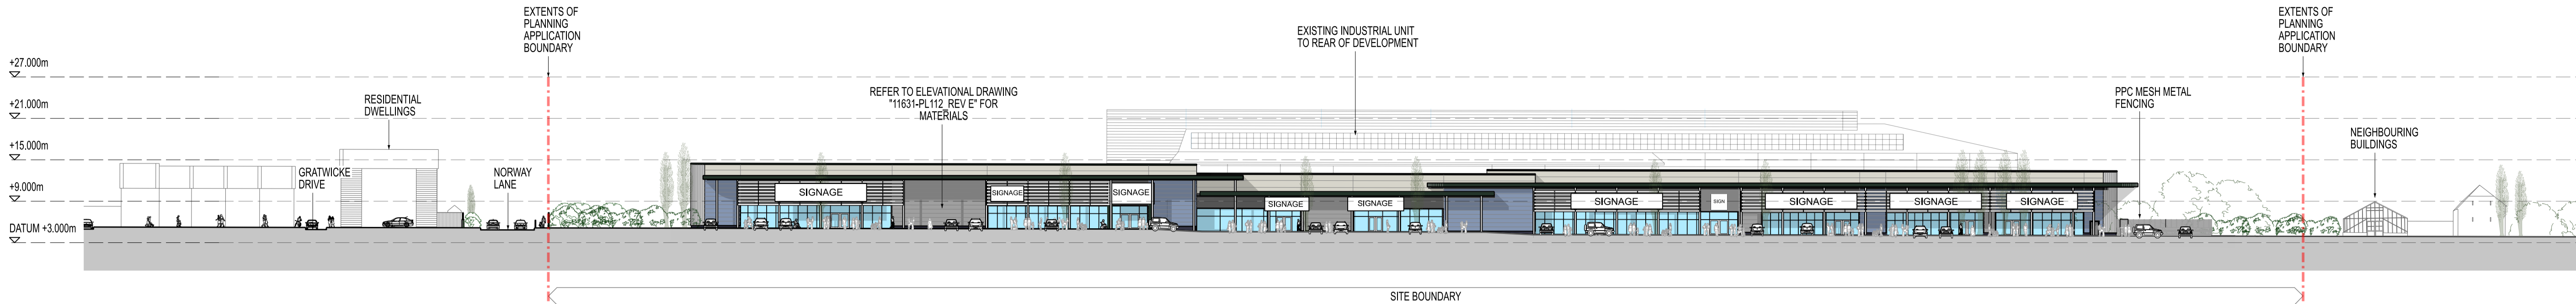 EXTENTS OF
PLANNING
APPLICATION
BOUNDARY
EXISTING INDUSTRIAL UNIT
TO REAR OF DEVELOPMENT
EXTENTS OF
PLANNING
APPLICATION
BOUNDARY
+27.000m
+21.000m
+15.000m
+9.000m
DATUM +3.000m
RESIDENTIAL
DWELLINGS
REFER TO ELEVATIONAL DRAWING
"11631-PL112_REV E" FOR
MATERIALS
PPC MESH METAL
FENCING
NEIGHBOURING
BUILDINGS
GRATWICKE
DRIVE
NORWAY
LANE
SIGNAGE
SIGNAGE
SIGNAGE
SIGNAGE
SIGNAGE
SIGNAGE
SIGN
SIGNAGE
SIGNAGE
SIGNAGE
SITE BOUNDARY